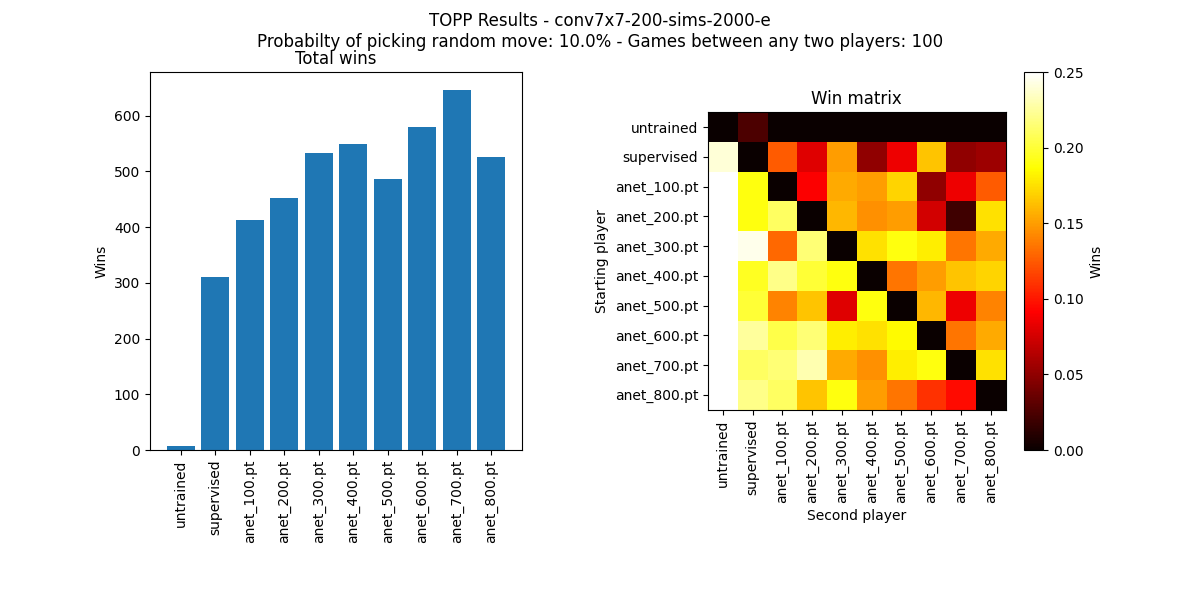 TOPP Results - conv7x7-200-sims-2000-e
Probabilty of picking random move: 10.0% - Games between any two players: 100
Total wins
Wins
600
500
400
300
200
100
0
untrained
supervised
anet_100.pt
anet_200.pt
anet_300.pt
anet_400.pt
anet_500.pt
anet_600.pt
anet_700.pt
anet_800.pt
Win matrix
Starting player
untrained
supervised
anet_100.pt
anet_200.pt
anet_300.pt
anet_400.pt
anet_500.pt
anet_600.pt
anet_700.pt
anet_800.pt
untrained
supervised
anet_100.pt
anet_200.pt
anet_300.pt
anet_400.pt
anet_500.pt
anet_600.pt
anet_700.pt
anet_800.pt
Second player
0.25
0.20
0.15
0.10
0.05
0.00
Wins